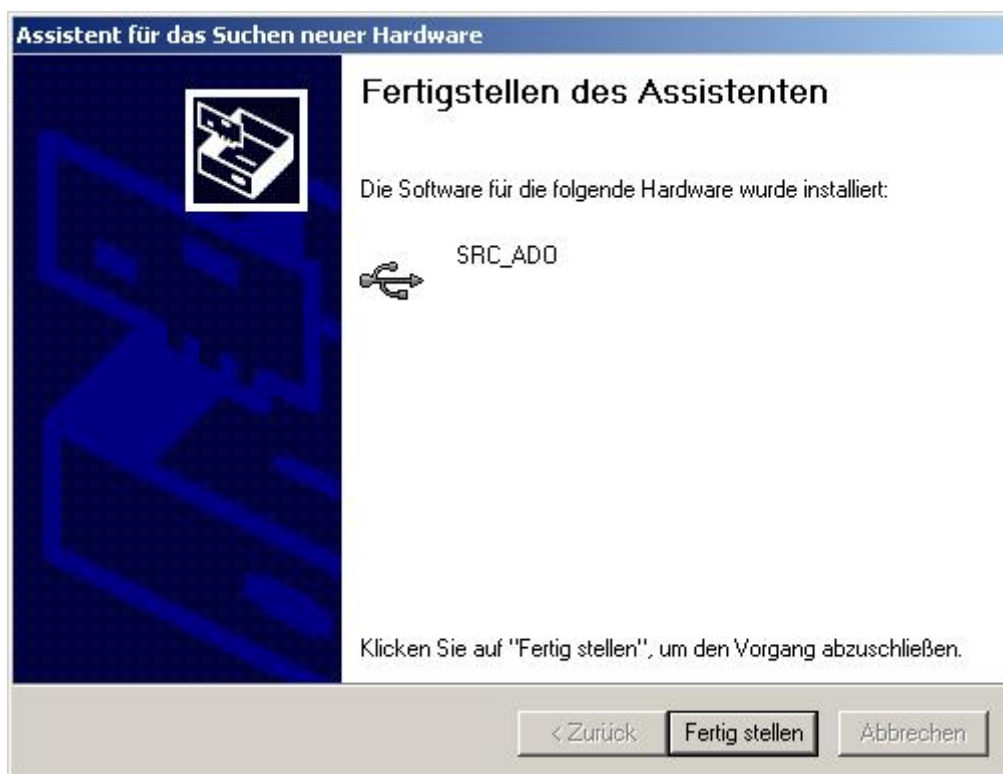 Assistent für das Suchen neuer Hardware
Fertigstellen des Assistenten
Die Software für die folgende Hardware wurde installiert:
SRC_ADO
Klicken Sie auf "Fertig stellen", um den Vorgang abzuschließen.
< Zurück Fertig stellen Abbrechen